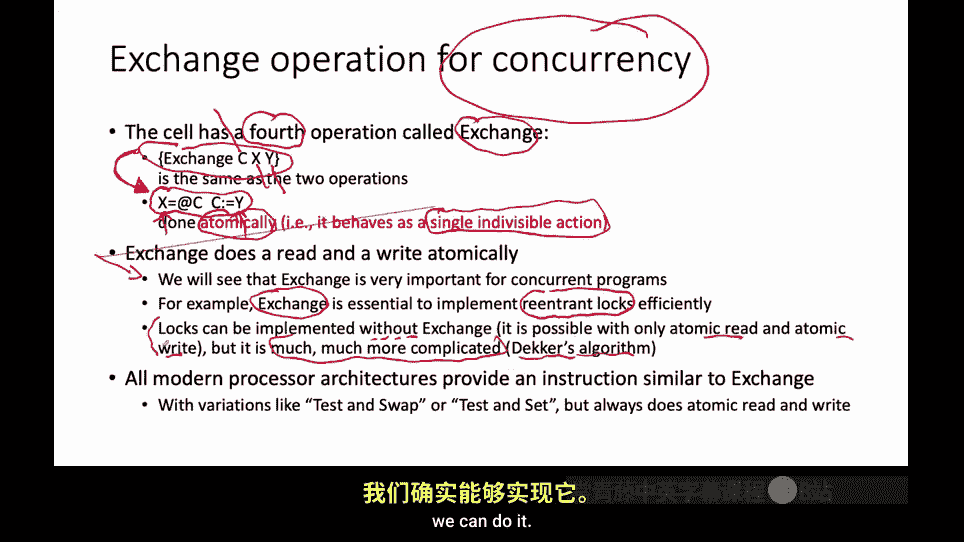 Exchange operation for concurrency
• The cell has a fourth operation called Exchange:
• {Exchange C X Y}
is the same as the two operations
• X=@C C:=Y
done atomically (i.e., it behaves as a single indivisible action)
• Exchange does a read and a write atomically
• We will see that Exchange is very important for concurrent programs
• For example, Exchange is essential to implement reentrant locks efficiently
• Locks can be implemented without Exchange (it is possible with only atomic read and atomic
write), but it is much, much more complicated (Dekker's algorithm)
• All modern processor architectures provide an instruction similar to Exchange
• With variations like “Test and Swap” or “Test and Set”, but always does atomic read and write
我们确实能够实现它。
we can do it.